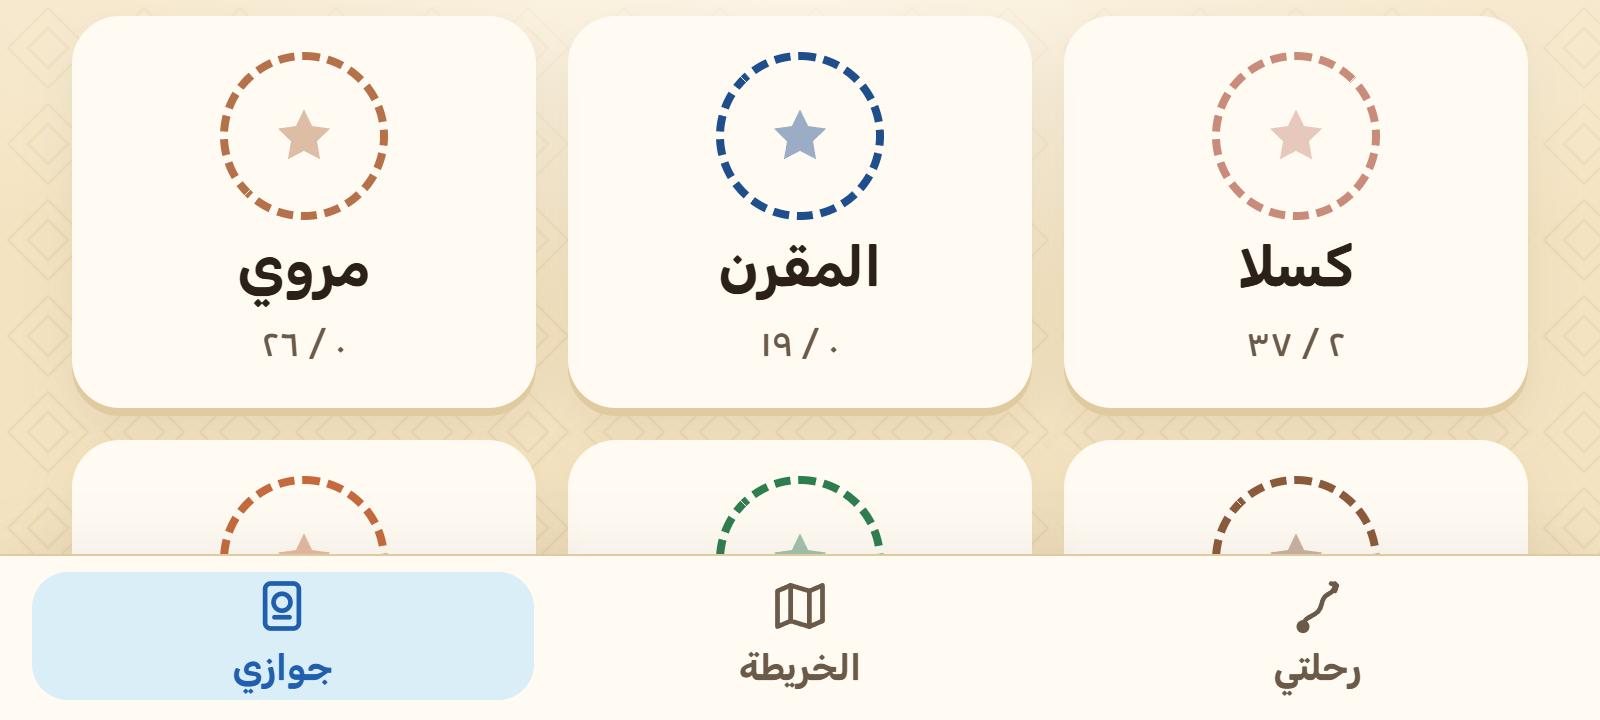 كسلا
٢ / ٣٧
المقرن
٠ / ١٩
مروي
٠ / ٢٦
رحلتي
الخريطة
جوازي